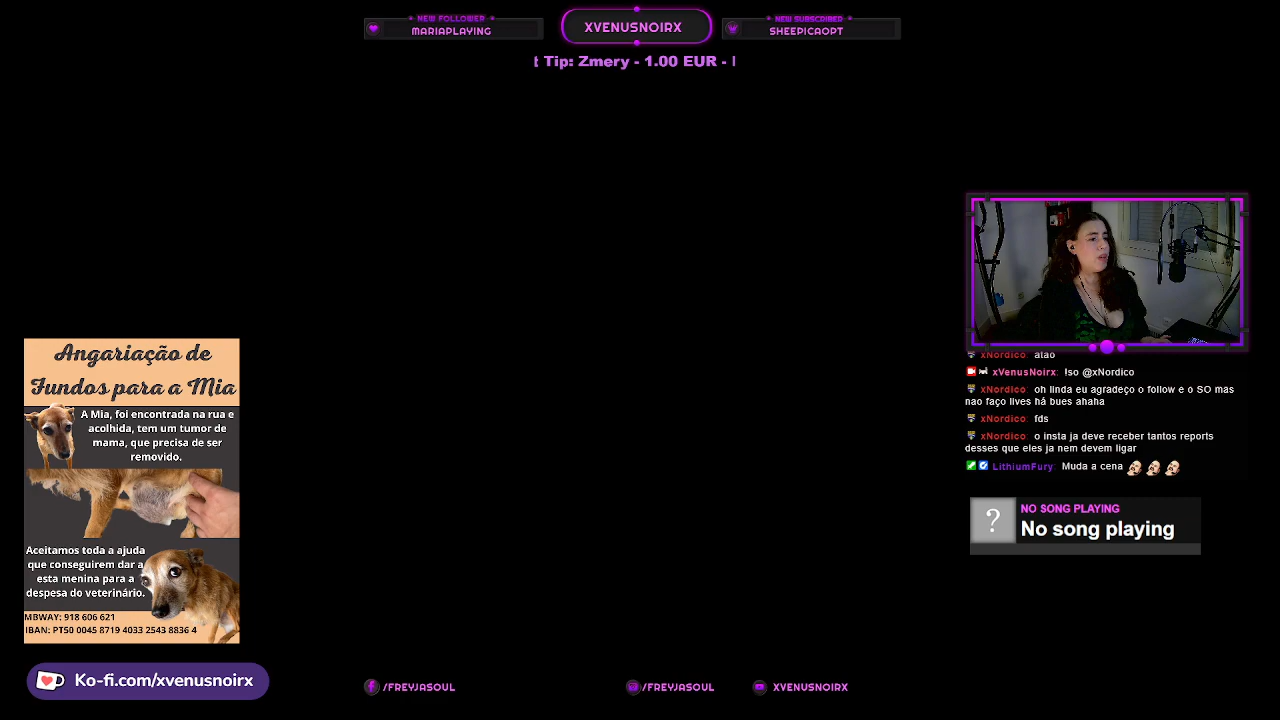 NEW FOLLOWER
MARIAPLAYING
XVENUSNOIRX
NEW SUBSCRIBER
SHEEPICAOPT
Tip: Zmery - 1.00 EUR -
Angariação de
Fundos para a Mia
A Mia, foi encontrada na rua e
acolhida, tem um tumor de
mama, que precisa de ser
removido.
Aceitamos toda a ajuda
que conseguirem dar a
esta menina para a
despesa do veterinário.
MBWAY: 918 606 621
IBAN: PT50 0045 8719 4033 2543 8836 4
Ko-fi.com/xvenusnoirx
xNordico: atao
xVenusNoirx: !so @xNordico
xNordico: oh linda eu agradeço o follow e o SO mas
nao faço lives há bues ahaha
xNordico: fds
xNordico: o insta ja deve receber tantos reports
desses que eles ja nem devem ligar
LithiumFury: Muda a cena
?
NO SONG PLAYING
No song playing
/FREYJASOUL
/FREYJASOUL
XVENUSNOIRX